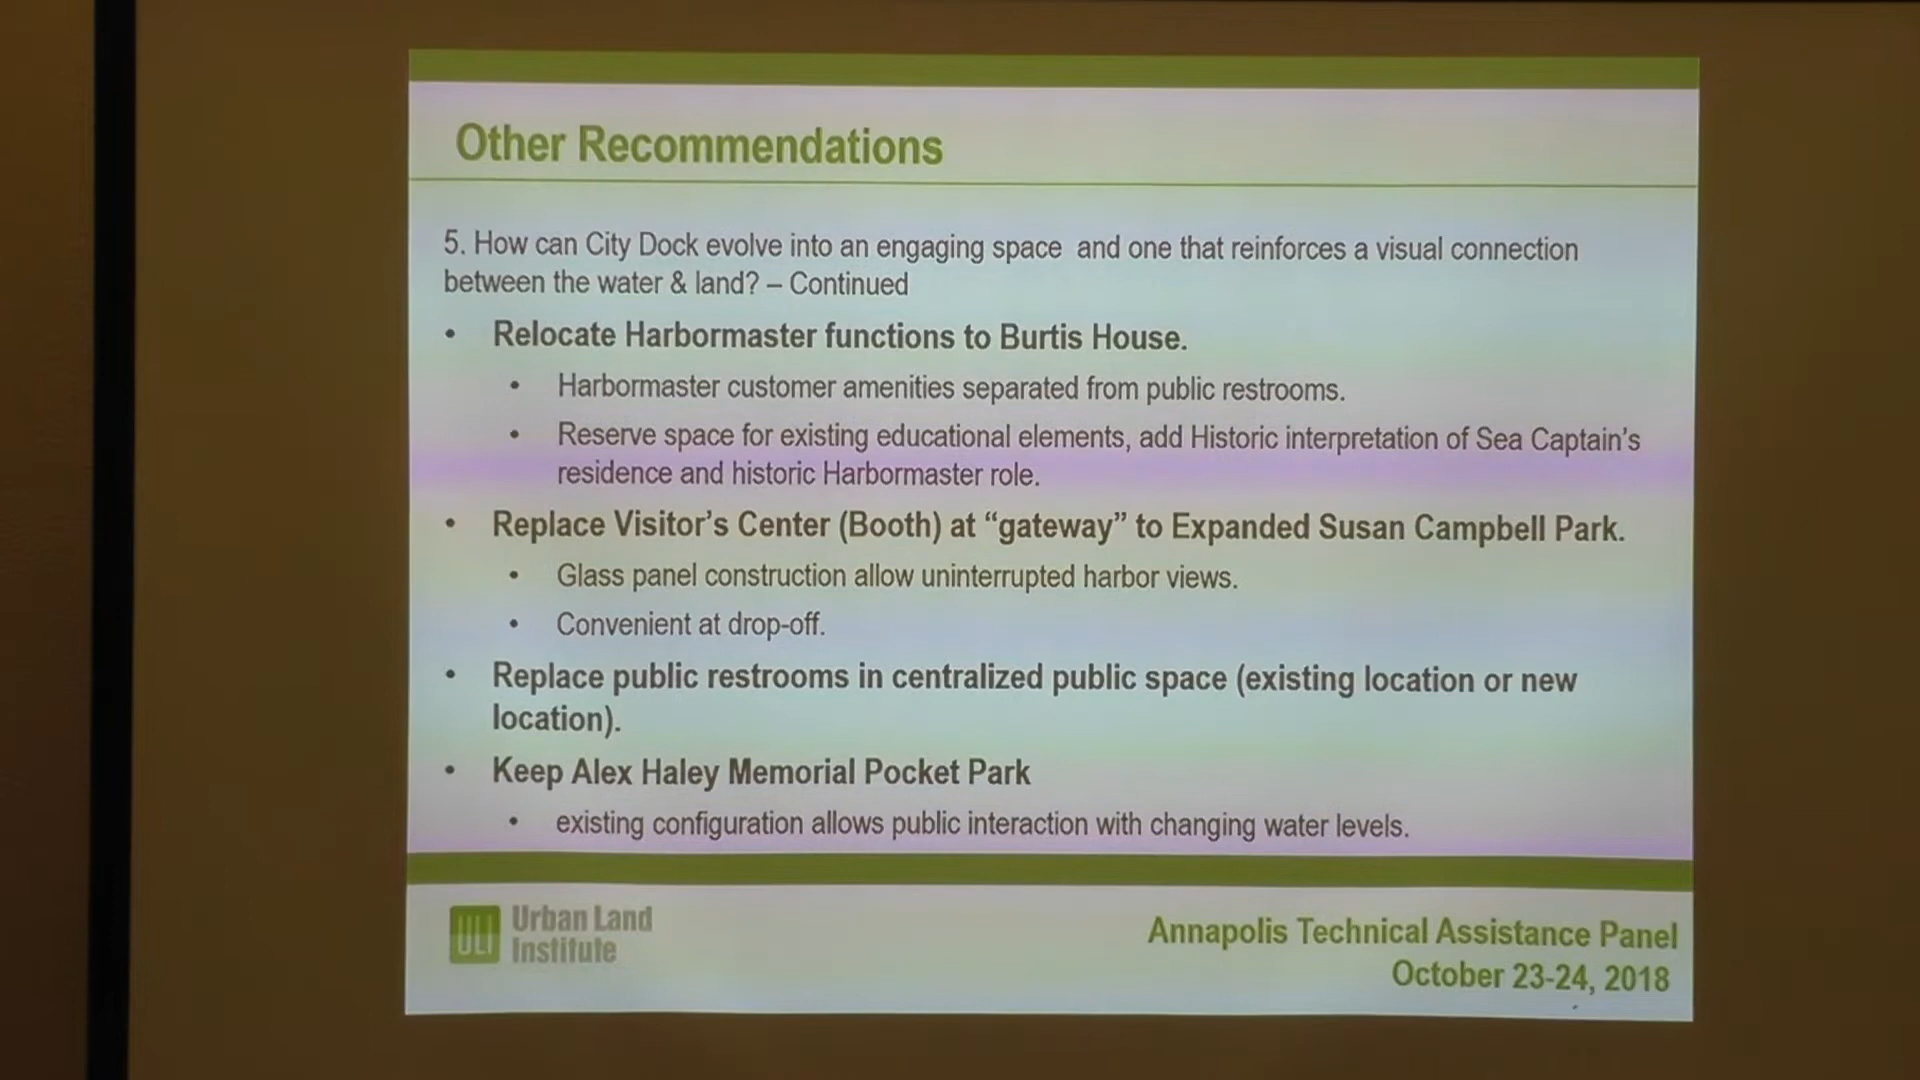 Other Recommendations
5. How can City Dock evolve into an engaging space and one that reinforces a visual connection
between the water & land? – Continued
• Relocate Harbormaster functions to Burtis House.
• Harbormaster customer amenities separated from public restrooms.
• Reserve space for existing educational elements, add Historic interpretation of Sea Captain’s
residence and historic Harbormaster role.
• Replace Visitor’s Center (Booth) at “gateway” to Expanded Susan Campbell Park.
• Glass panel construction allow uninterrupted harbor views.
• Convenient at drop-off.
• Replace public restrooms in centralized public space (existing location or new
location).
• Keep Alex Haley Memorial Pocket Park
• existing configuration allows public interaction with changing water levels.
ULI
Urban Land
Institute
Annapolis Technical Assistance Panel
October 23-24, 2018